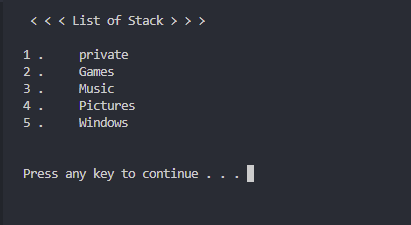 < < < List of Stack > > >
1 . private
2 . Games
3 . Music
4 . Pictures
5 . Windows
Press any key to continue . . .